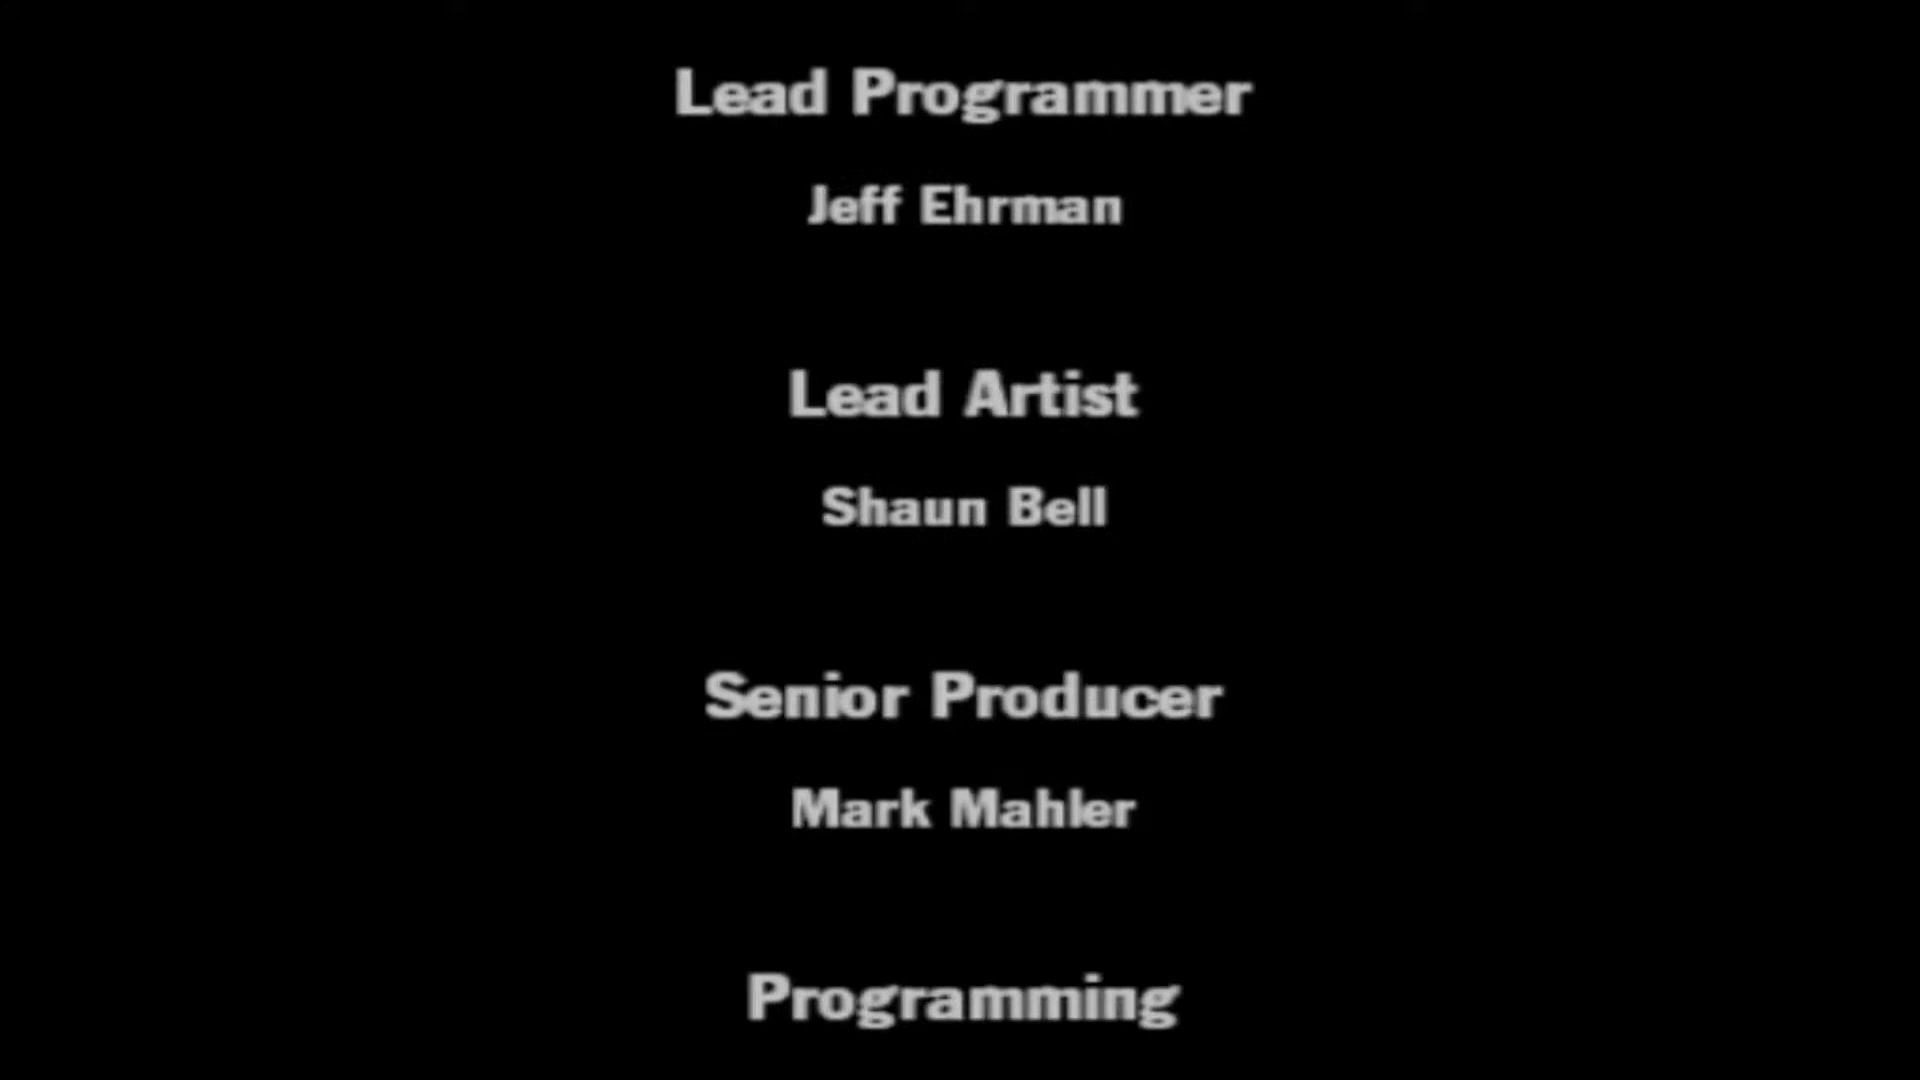 Lead Programmer
Jeff Ehrman
Lead Artist
Shaun Bell
Senior Producer
Mark Mahler
Programming